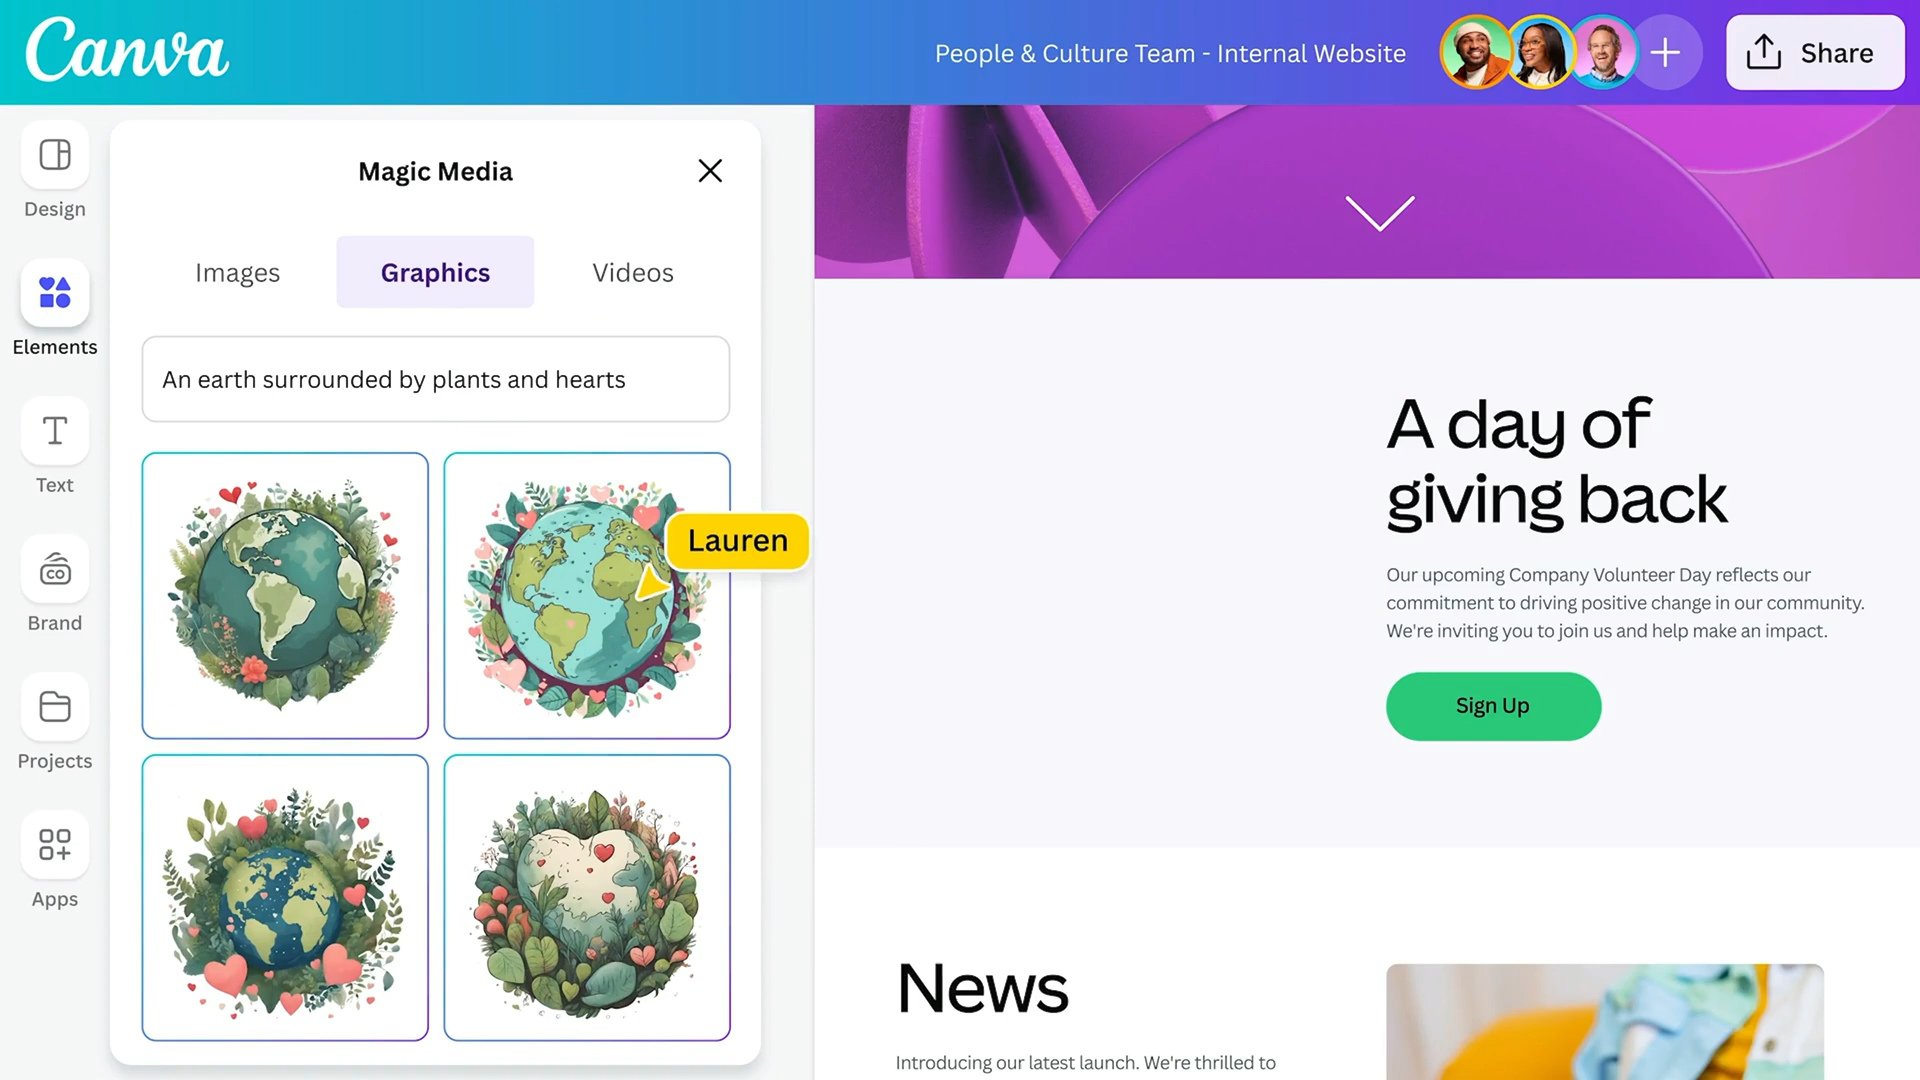 Canva
People & Culture Team - Internal Website
Share
Design
Elements
Text
CO
Brand
Projects
Apps
Magic Media
Images
Graphics
Videos
An earth surrounded by plants and hearts
Lauren
A day of
giving back
Our upcoming Company Volunteer Day reflects our
commitment to driving positive change in our community.
We're inviting you to join us and help make an impact.
Sign Up
News
Introducing our latest launch. We're thrilled to